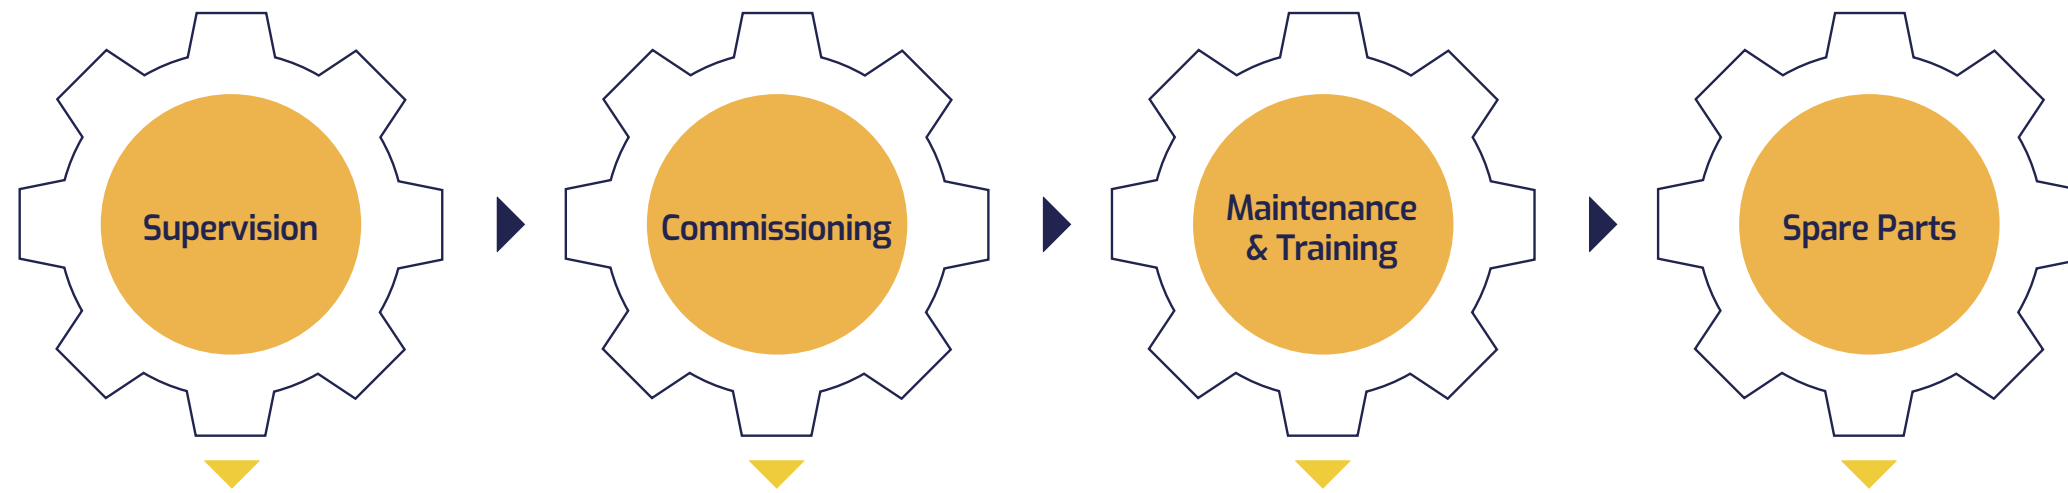 Supervision
Commissioning
Maintenance
& Training
Spare Parts